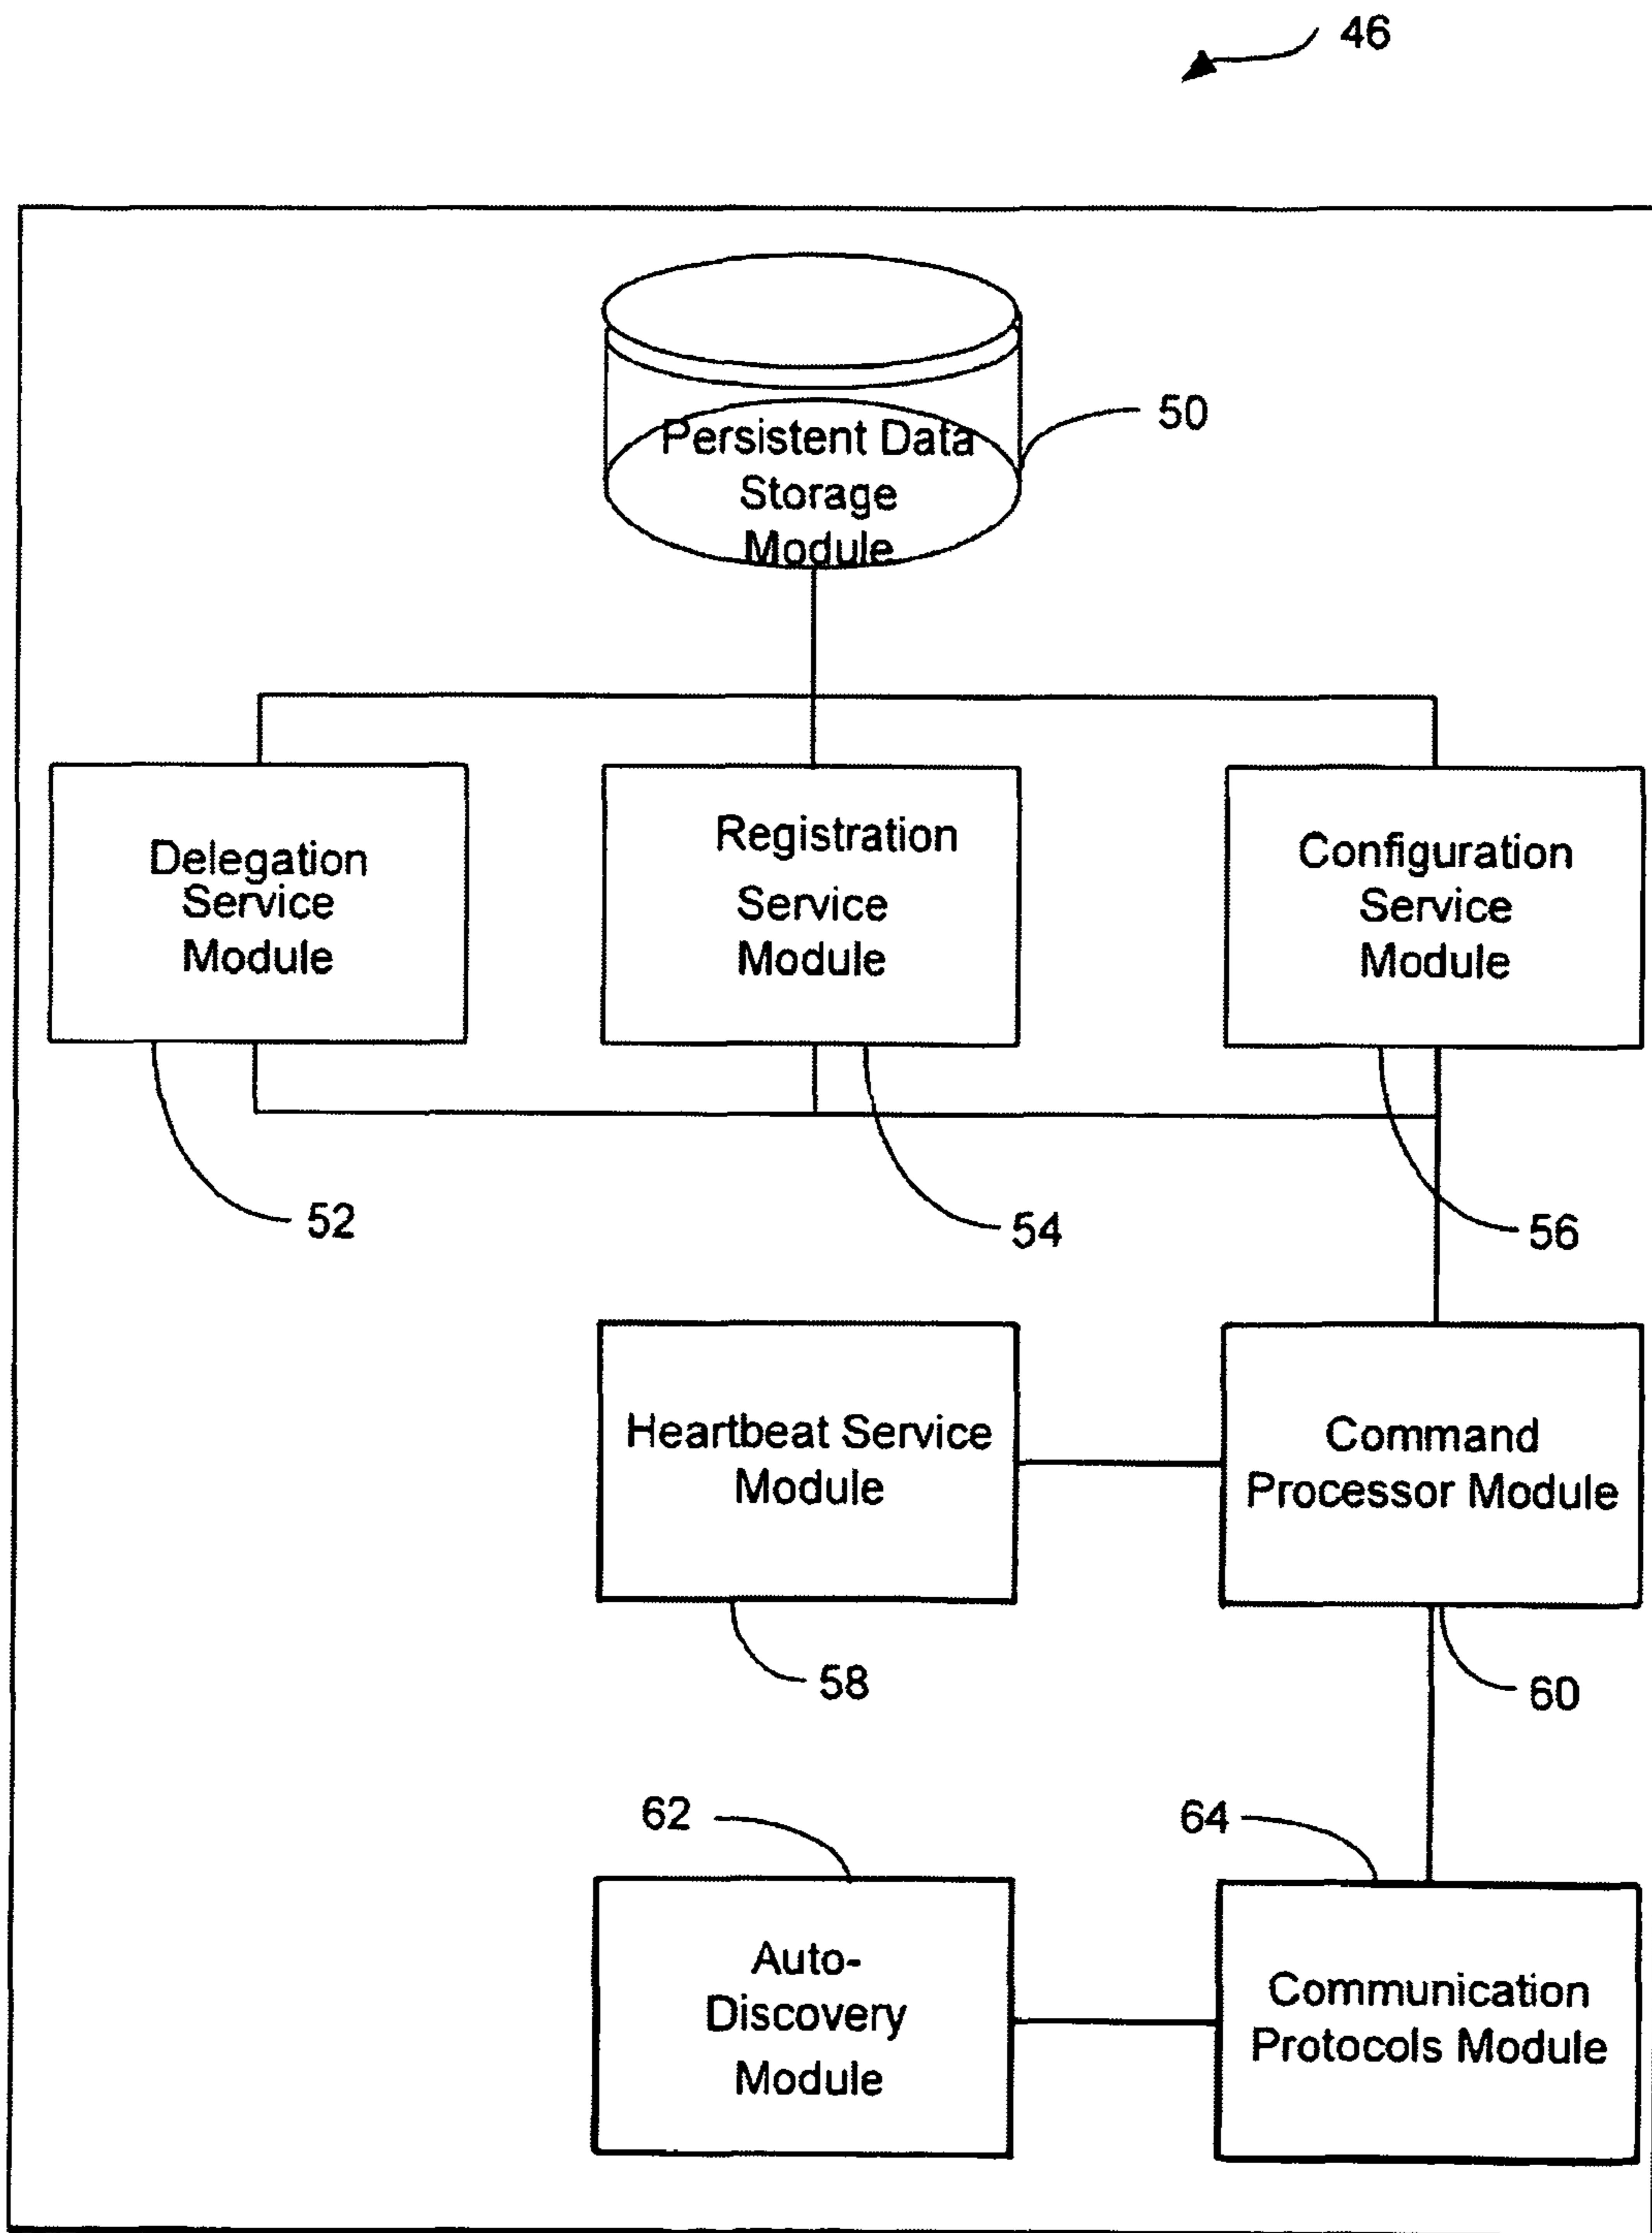 46
Persistent Data
Storage
Module
50
Delegation
Service
Module
Registration
Service
Module
Configuration
Service
Module
52
54
56
Heartbeat Service
Module
Command
Processor Module
58
60
62
64
Auto-
Discovery
Module
Communication
Protocols Module